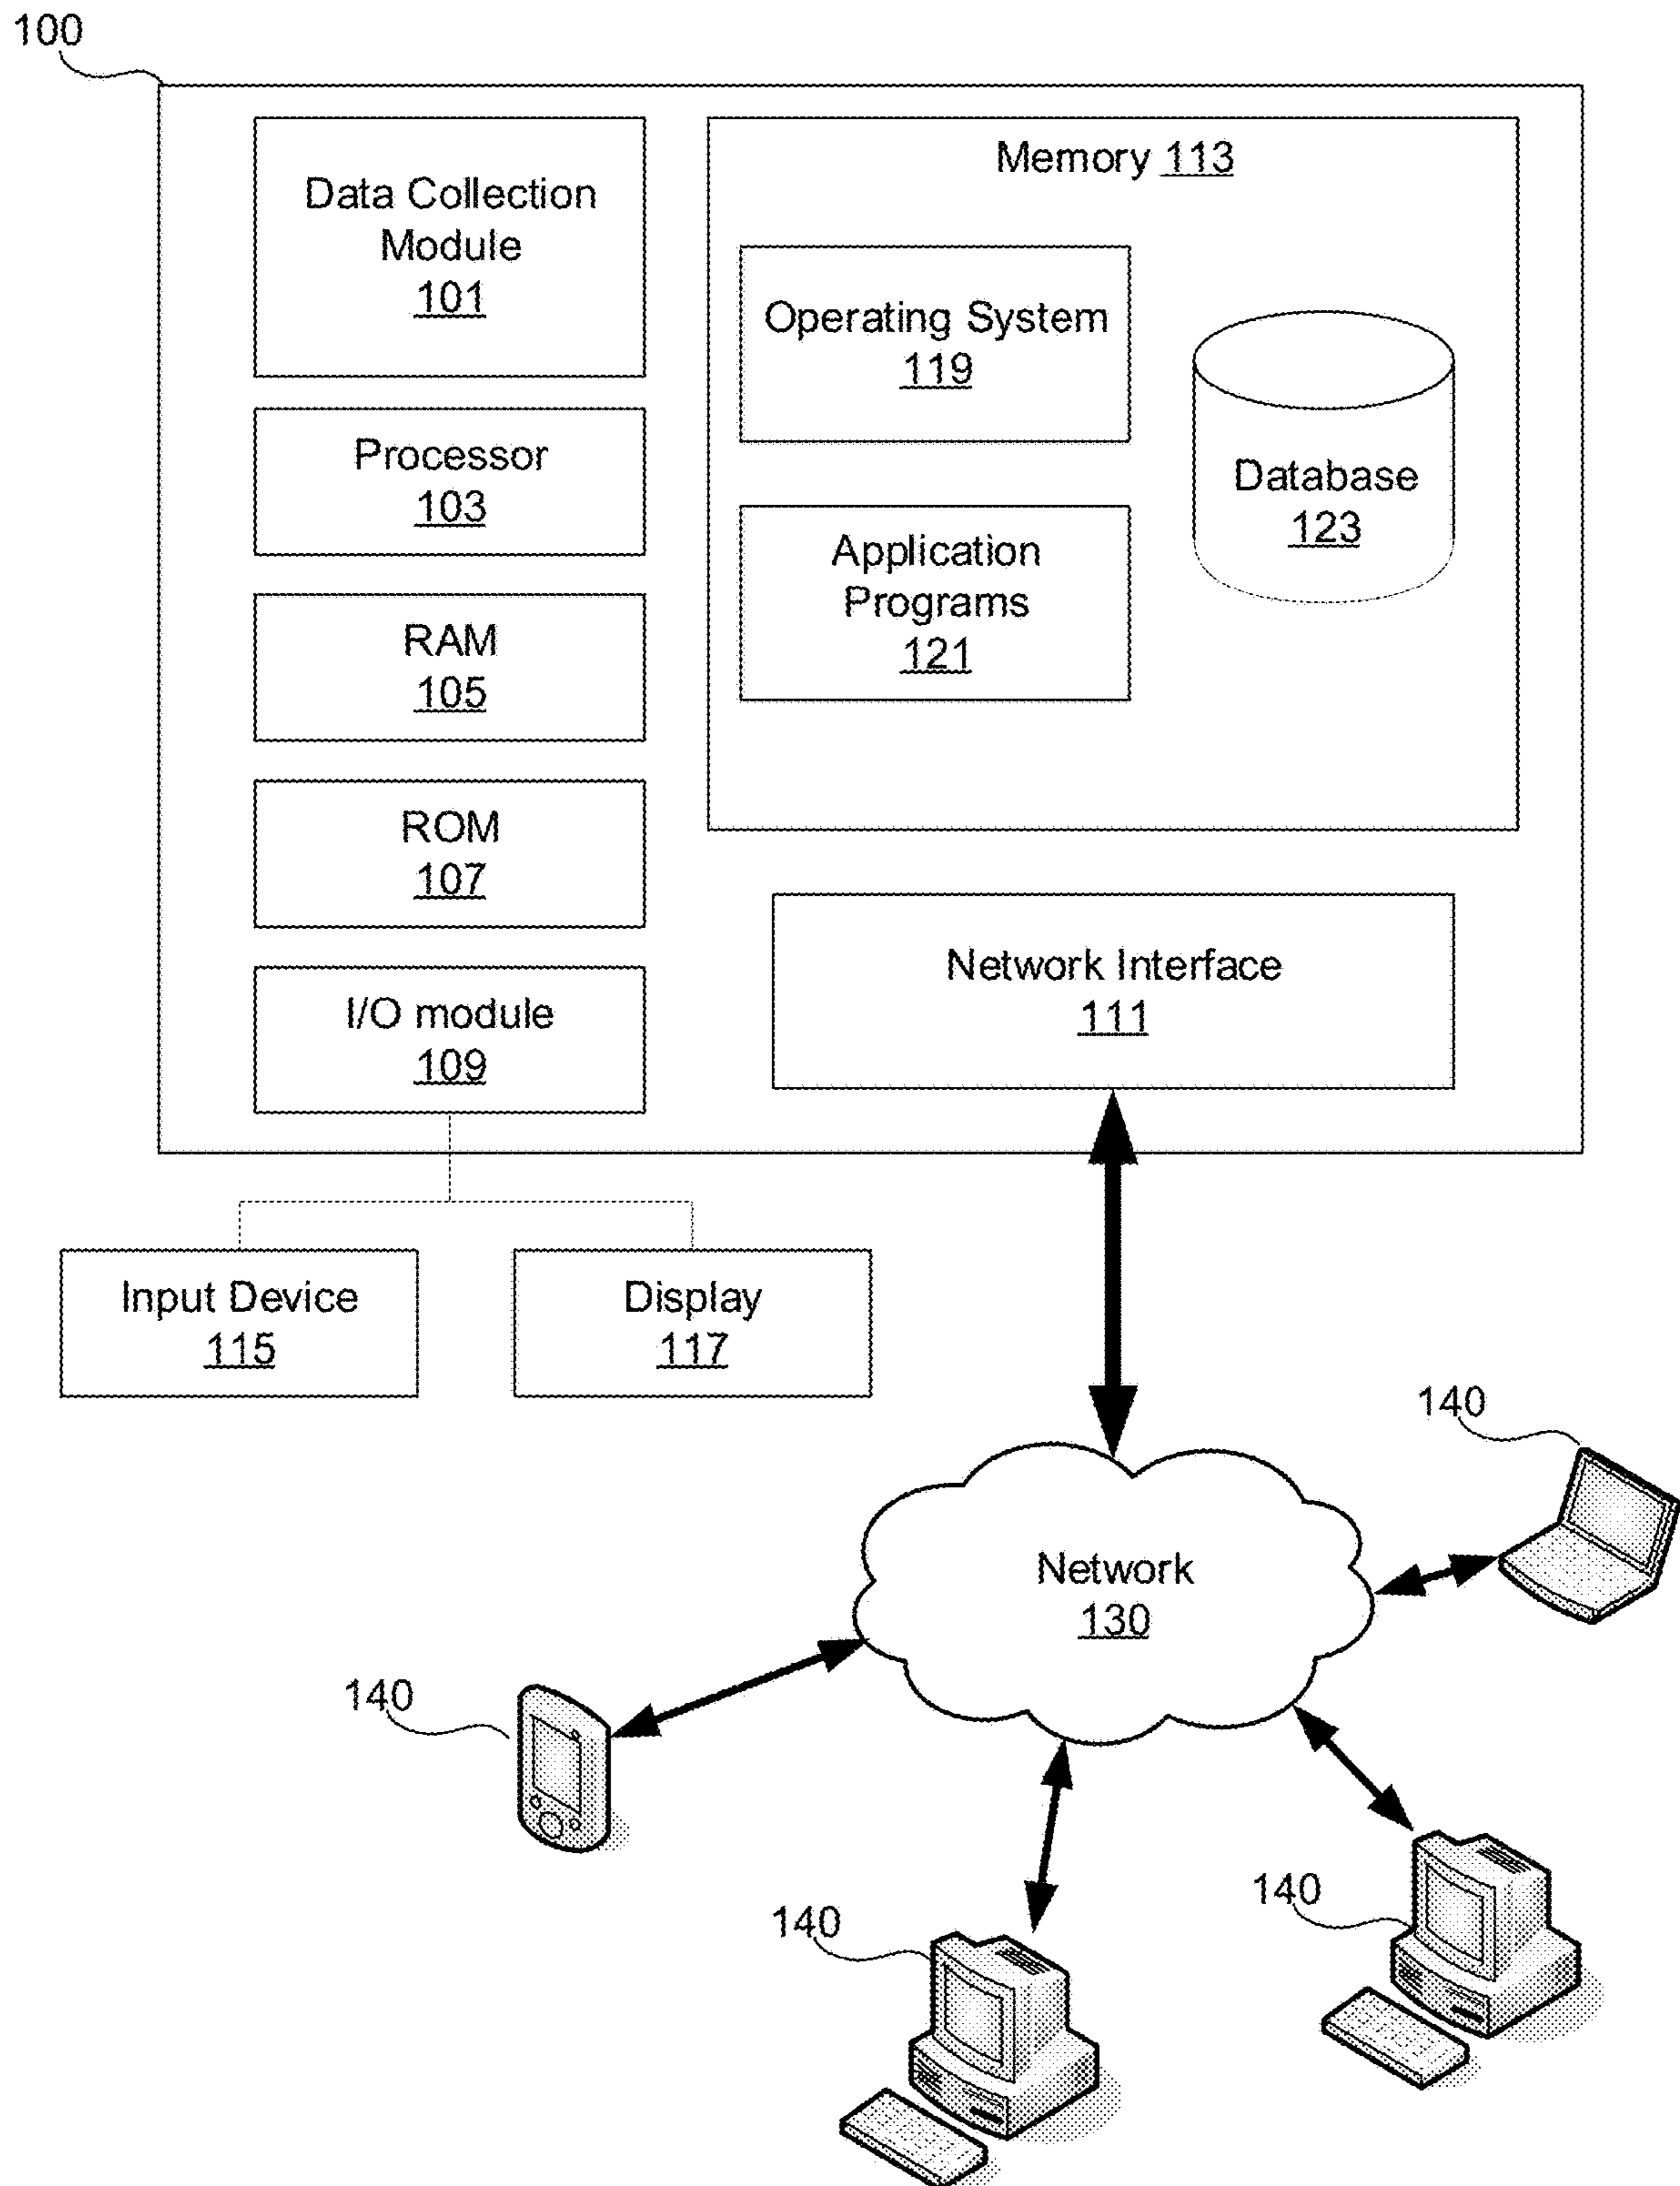 100
Data Collection
Module
101
Processor
103
RAM
105
ROM
107
I/O module
109
Memory 113
Operating System
119
Application
Programs
121
Database
123
Network Interface
111
Input Device
115
Display
117
Network
130
140
140
140
140